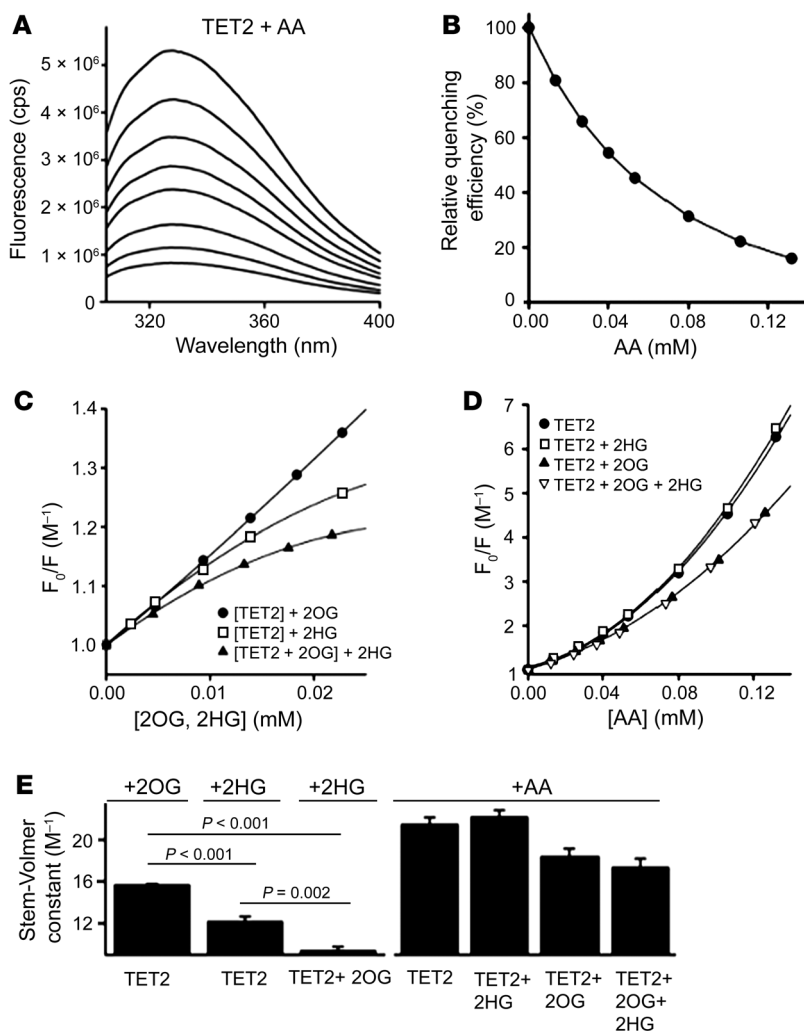 A
TET2 + AA
Fluorescence (cps)
5 × 10⁶
4 × 10⁶
3 × 10⁶
2 × 10⁶
1 × 10⁶
0
320
360
400
Wavelength (nm)
B
Relative quenching
efficiency (%)
100
80
60
40
20
0
0.00
0.04
0.08
0.12
AA (mM)
C
F₀/F (M⁻¹)
1.4
1.3
1.2
1.1
1.0
[TET2] + 2OG
[TET2] + 2HG
[TET2 + 2OG] + 2HG
0.00
0.01
0.02
[2OG, 2HG] (mM)
D
F₀/F (M⁻¹)
7
6
5
4
3
2
1
TET2
TET2 + 2HG
TET2 + 2OG
TET2 + 2OG + 2HG
0.00
0.04
0.08
0.12
[AA] (mM)
E
+2OG
+2HG
+2HG
+AA
Stem-Volmer
constant (M⁻¹)
20
16
12
P < 0.001
P < 0.001
P = 0.002
TET2
TET2
TET2+ 2OG
TET2
TET2+
2HG
TET2+
2OG
TET2+
2OG+
2HG